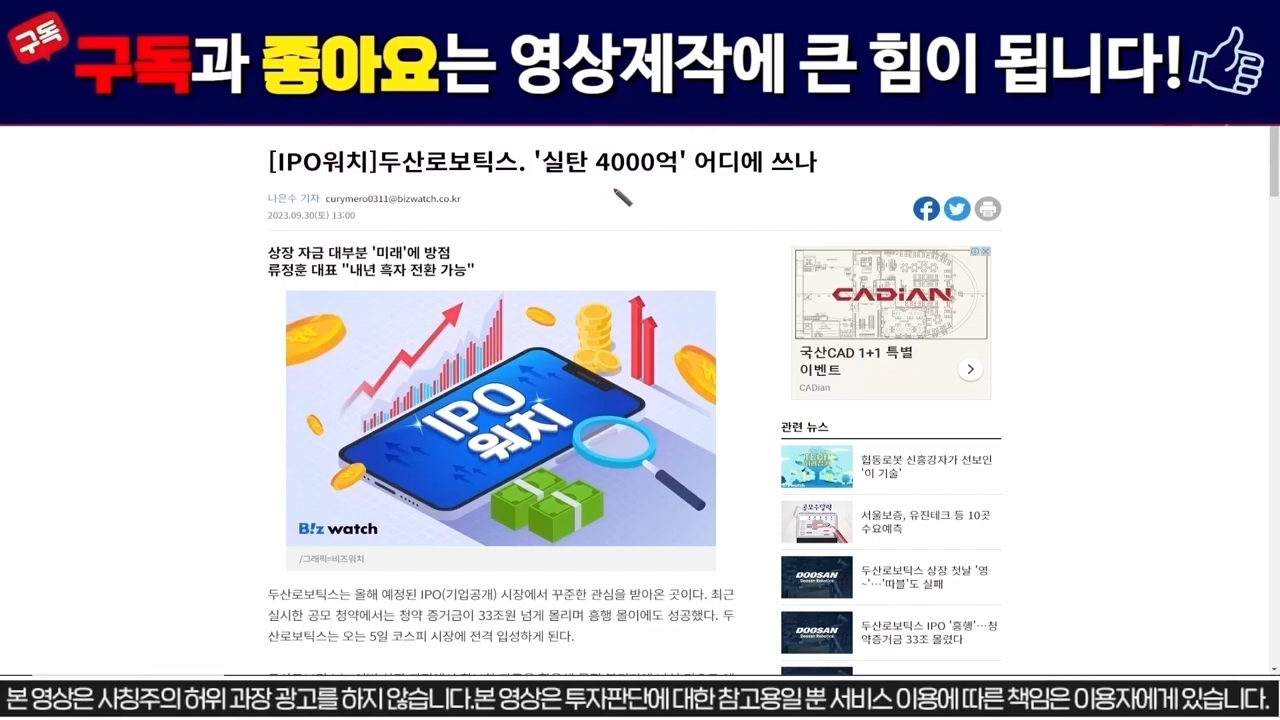 구독
구독과 좋아요는 영상제작에 큰 힘이 됩니다!
[IPO워치]두산로보틱스. '실탄 4000억' 어디에 쓰나
나은수 기자 curymero0311@bizwatch.co.kr
2023.09.30(토) 13:00
상장 자금 대부분 '미래'에 방점
류정훈 대표 "내년 흑자 전환 가능"
IPO
워치
B!z watch
/그래픽=비즈워치
두산로보틱스는 올해 예정된 IPO(기업공개) 시장에서 꾸준한 관심을 받아온 곳이다. 최근
실시한 공모 청약에서는 청약 증거금이 33조원 넘게 몰리며 흥행 몰이에도 성공했다. 두
산로보틱스는 오는 5일 코스피 시장에 전격 입성하게 된다.
CADIAN
국산CAD 1+1 특별
이벤트
CADian
관련 뉴스
협동로봇 신흥강자가 선보인
'이 기술'
서울보증, 유진테크 등 10곳
수요예측
DOOSAN
Doosan Robotics
두산로보틱스 상장 첫날 '영
~'…'따블'도 실패
DOOSAN
Doosan Robotics
두산로보틱스 IPO '흥행'…청
약증거금 33조 몰렸다
본 영상은 사칭주의 허위 과장 광고를 하지 않습니다.본 영상은 투자판단에 대한 참고용일 뿐 서비스 이용에 따른 책임은 이용자에게 있습니다.